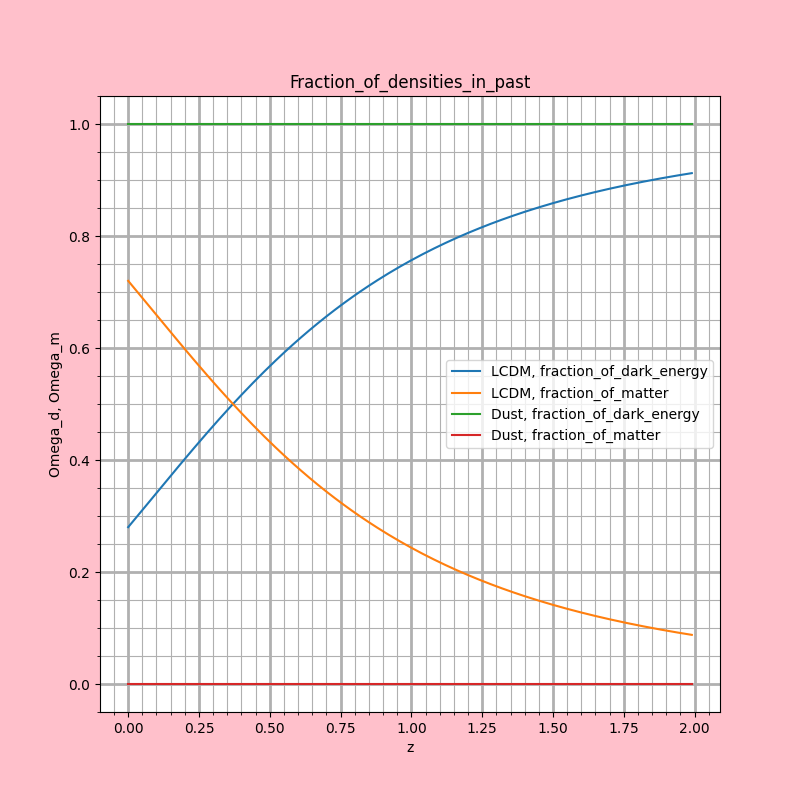 Fraction_of_densities_in_past
1.0
0.8
0.6
0.4
0.2
0.0
Omega_d, Omega_m
LCDM, fraction_of_dark_energy
LCDM, fraction_of_matter
Dust, fraction_of_dark_energy
Dust, fraction_of_matter
0.00 0.25 0.50 0.75 1.00 1.25 1.50 1.75 2.00
z